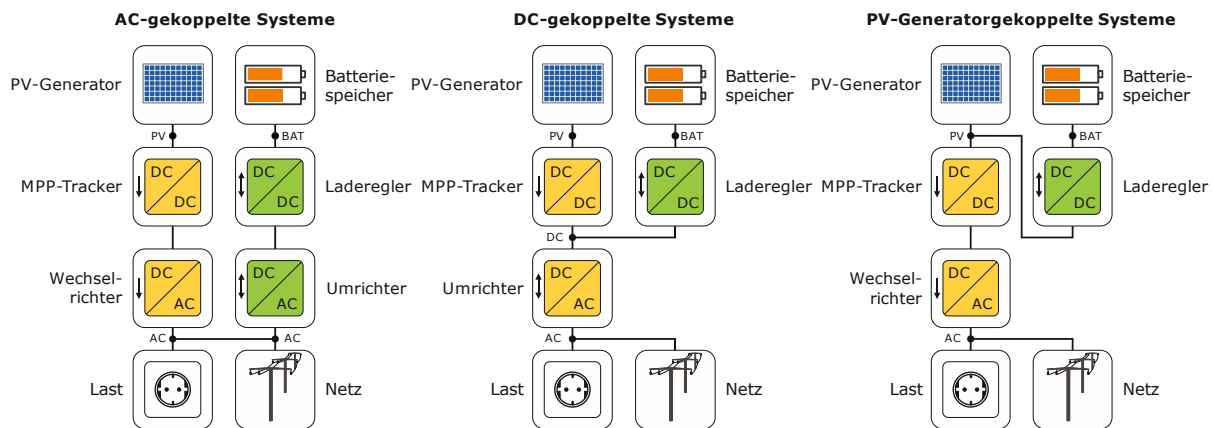 AC-gekoppelte Systeme
PV-Generator
Batterie-
speicher
PV
BAT
MPP-Tracker
DC
DC
DC
DC
Laderegler
Wechsel-
richter
DC
AC
DC
AC
Umrichter
AC
AC
Last
Netz
DC-gekoppelte Systeme
PV-Generator
Batterie-
speicher
PV
BAT
MPP-Tracker
DC
DC
DC
DC
Laderegler
DC
Umrichter
DC
AC
AC
Last
Netz
PV-Generatorgekoppelte Systeme
PV-Generator
Batterie-
speicher
PV
BAT
MPP-Tracker
DC
DC
DC
DC
Laderegler
Wechsel-
richter
DC
AC
AC
Last
Netz